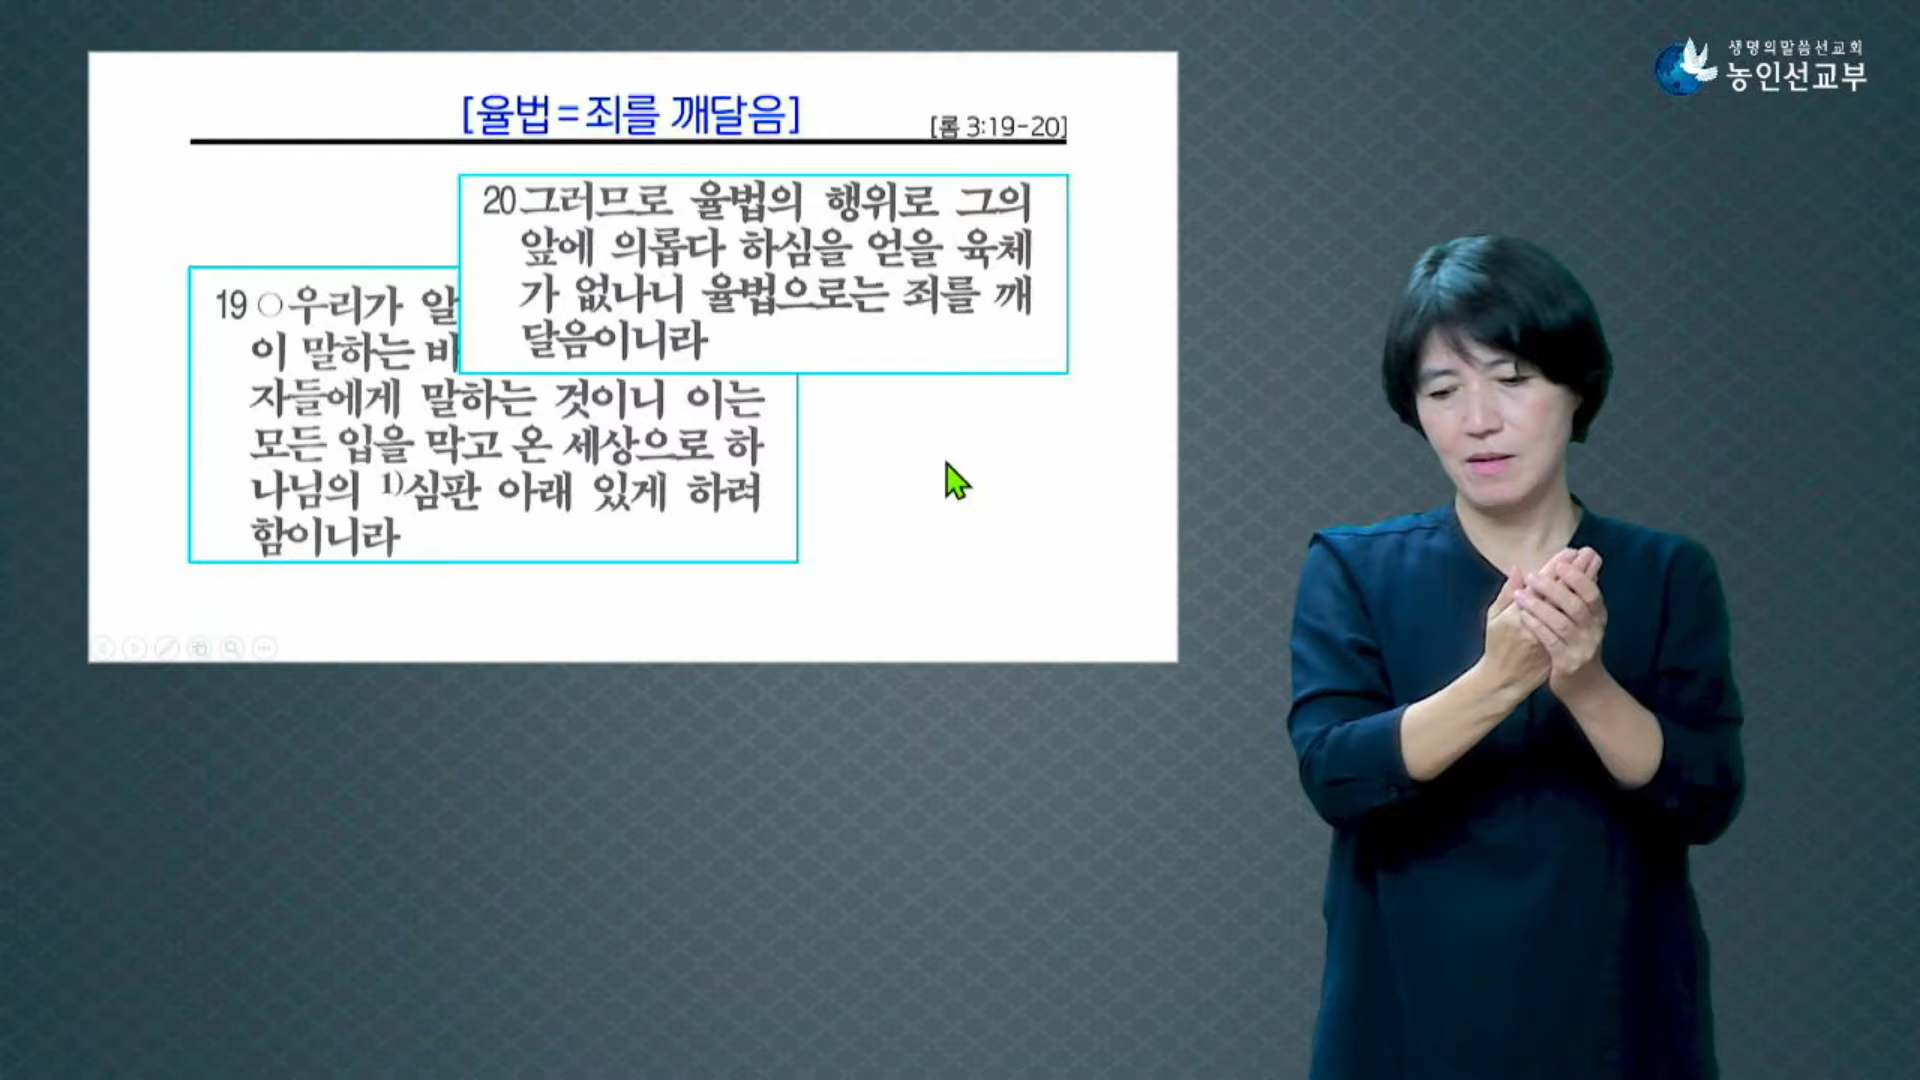 [율법=죄를 깨달음]
[롬 3:19-20]
20 그러므로 율법의 행위로 그의
앞에 의롭다 하심을 얻을 육체
가 없나니 율법으로는 죄를 깨
달음이니라
19 ○우리가 알
이 말하는 바
자들에게 말하는 것이니 이는
모든 입을 막고 온 세상으로 하
나님의 1)심판 아래 있게 하려
함이니라
생명의말씀선교회
농인선교부